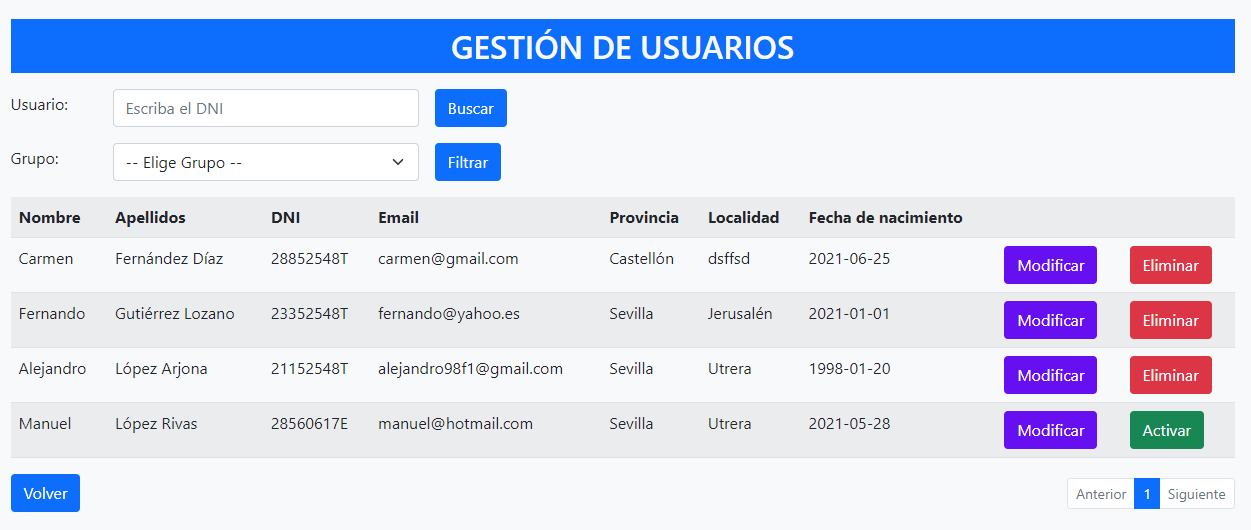 GESTIÓN DE USUARIOS
Usuario: Escriba el DNI Buscar
Grupo: -- Elige Grupo -- Filtrar
Nombre Apellidos DNI Email Provincia Localidad Fecha de nacimiento
Carmen Fernández Díaz 28852548T carmen@gmail.com Castellón dsffsd 2021-06-25 Modificar Eliminar
Fernando Gutiérrez Lozano 23352548T fernando@yahoo.es Sevilla Jerusalén 2021-01-01 Modificar Eliminar
Alejandro López Arjona 21152548T alejandro98f1@gmail.com Sevilla Utrera 1998-01-20 Modificar Eliminar
Manuel López Rivas 28560617E manuel@hotmail.com Sevilla Utrera 2021-05-28 Modificar Activar
Volver Anterior 1 Siguiente